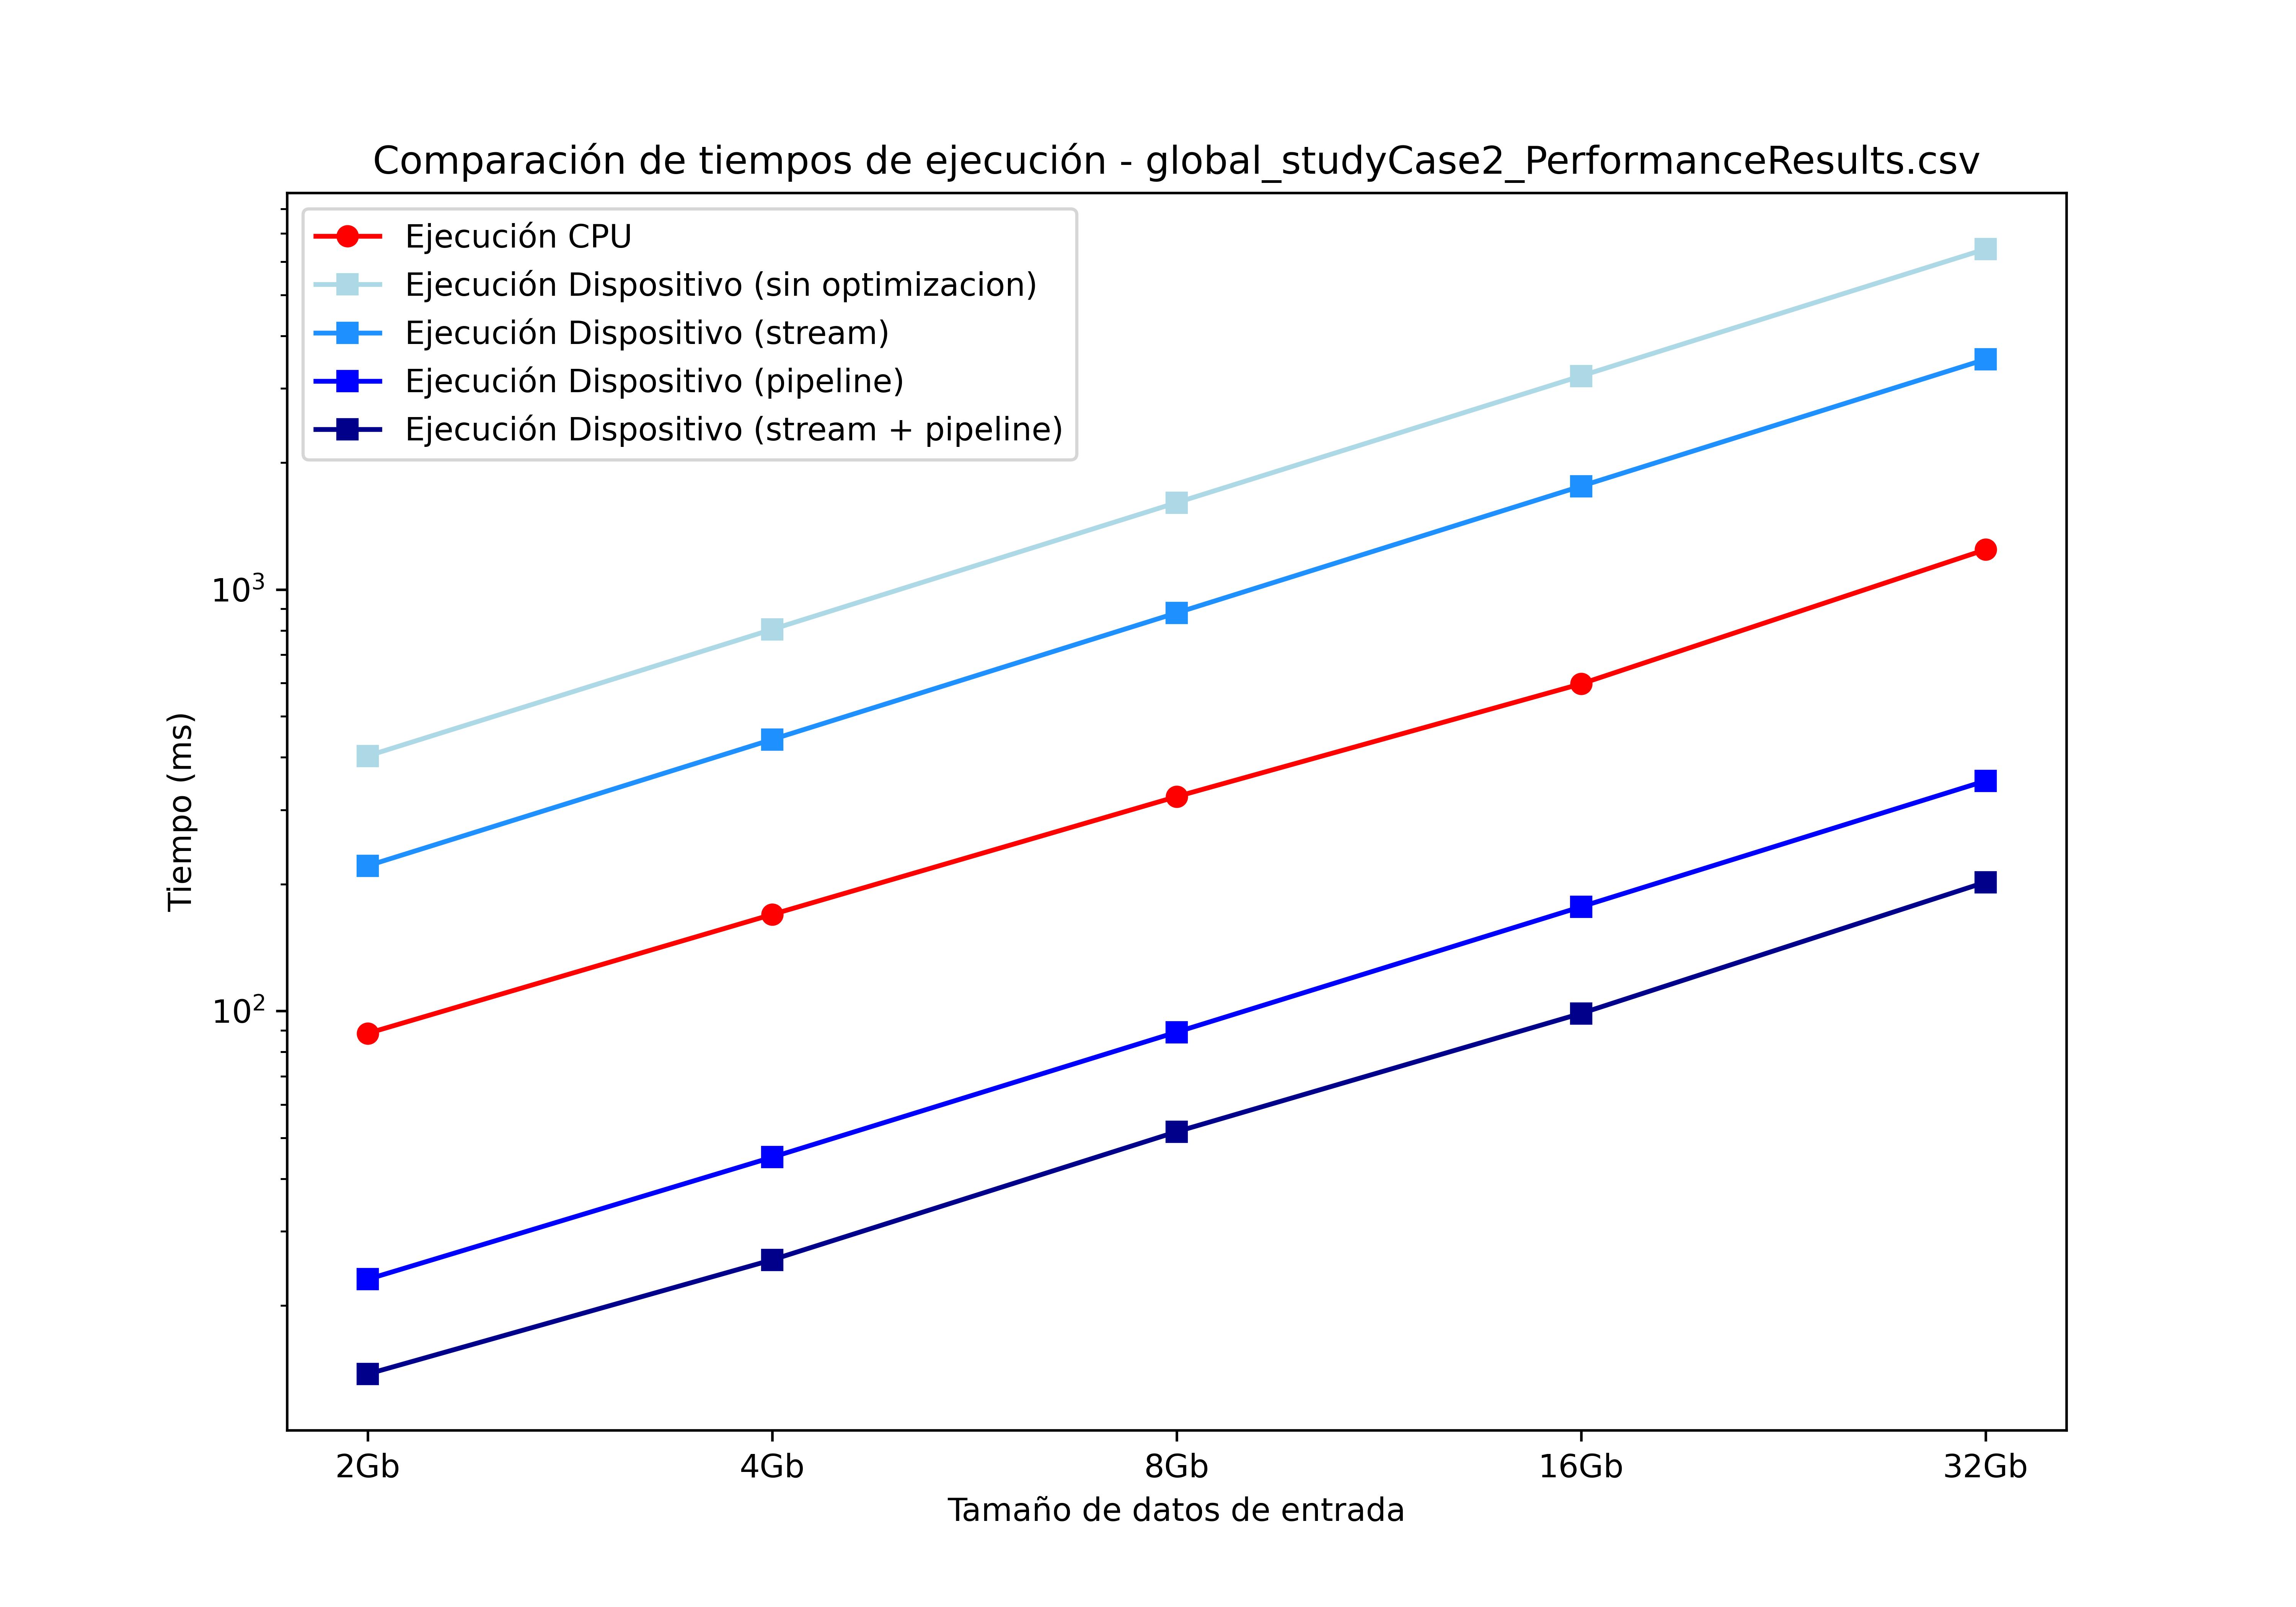 Comparación de tiempos de ejecución - global_studyCase2_PerformanceResults.csv
Ejecución CPU
Ejecución Dispositivo (sin optimizacion)
Ejecución Dispositivo (stream)
Ejecución Dispositivo (pipeline)
Ejecución Dispositivo (stream + pipeline)
10³
10²
Tiempo (ms)
2Gb 4Gb 8Gb 16Gb 32Gb
Tamaño de datos de entrada